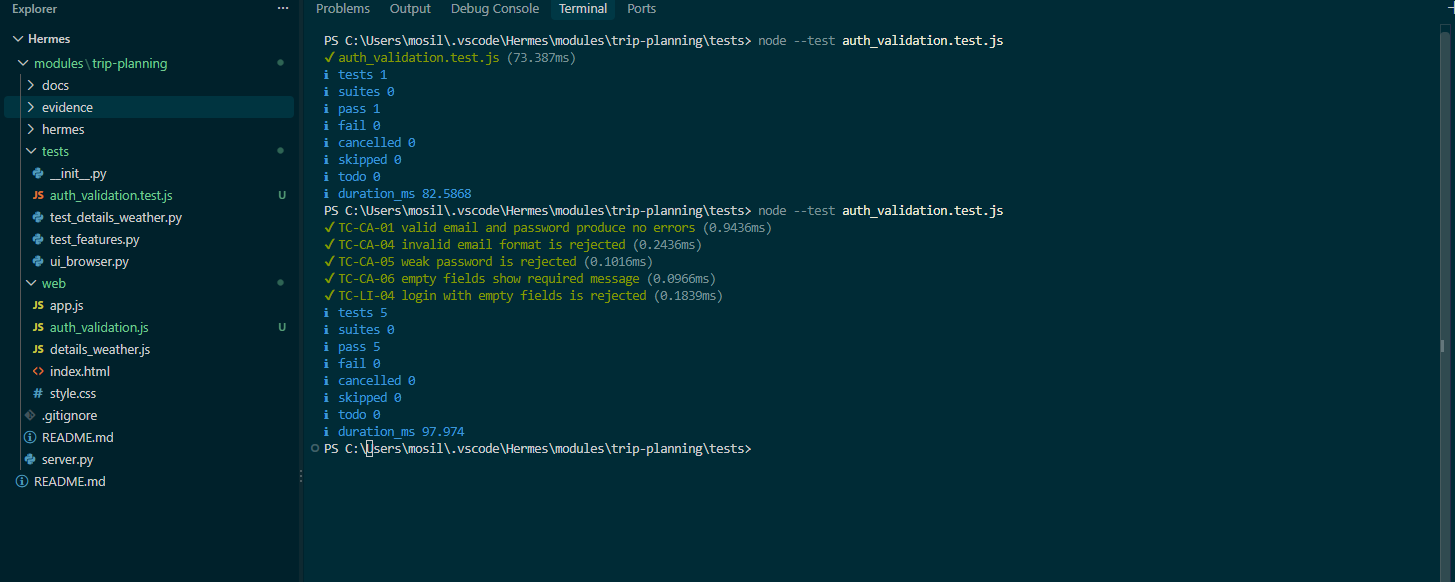 Explorer
Hermes
modules\trip-planning
docs
evidence
hermes
tests
__init__.py
JS auth_validation.test.js U
test_details_weather.py
test_features.py
ui_browser.py
web
JS app.js
JS auth_validation.js U
JS details_weather.js
<> index.html
# style.css
.gitignore
README.md
server.py
README.md
Problems Output Debug Console Terminal Ports
PS C:\Users\mosil\.vscode\Hermes\modules\trip-planning\tests> node --test auth_validation.test.js
✓ auth_validation.test.js (73.387ms)
i tests 1
i suites 0
i pass 1
i fail 0
i cancelled 0
i skipped 0
i todo 0
i duration_ms 82.5868
PS C:\Users\mosil\.vscode\Hermes\modules\trip-planning\tests> node --test auth_validation.test.js
✓ TC-CA-01 valid email and password produce no errors (0.9436ms)
✓ TC-CA-04 invalid email format is rejected (0.2436ms)
✓ TC-CA-05 weak password is rejected (0.1016ms)
✓ TC-CA-06 empty fields show required message (0.0966ms)
✓ TC-LI-04 login with empty fields is rejected (0.1839ms)
i tests 5
i suites 0
i pass 5
i fail 0
i cancelled 0
i skipped 0
i todo 0
i duration_ms 97.974
PS C:\Users\mosil\.vscode\Hermes\modules\trip-planning\tests>